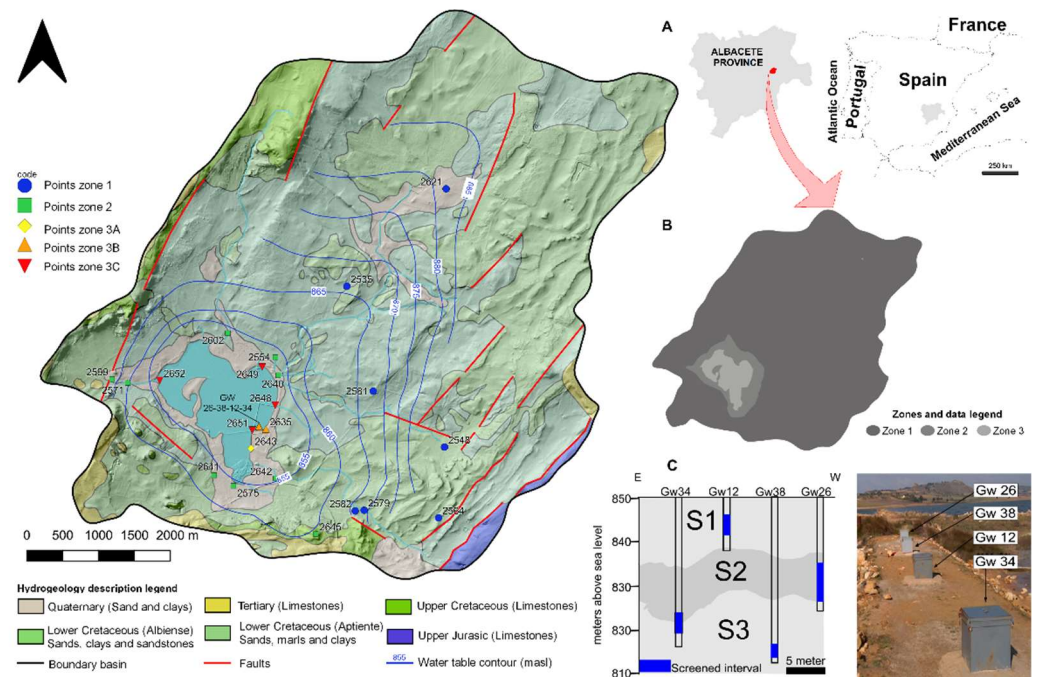 code
Points zone 1
Points zone 2
Points zone 3A
Points zone 3B
Points zone 3C
2621
885
880
875
870
2535
865
2602
2599
2571
2652
2554
2649
2640
GW
26-38-12-34
2648
2651
2635
2643
2641
2642
2575
855
855
860
2581
2548
2582
2579
2564
2645
0 500 1000 1500 2000 m
Hydrogeology description legend
Quaternary (Sand and clays)
Tertiary (Limestones)
Upper Cretaceous (Limestones)
Lower Cretaceous (Albiense)
Sands, clays and sandstones
Lower Cretaceous (Aptiente)
Sands, marls and clays
Upper Jurasic (Limestones)
Boundary basin
Faults
855 Water table contour (masl)
A
ALBACETE
PROVINCE
France
Spain
Portugal
Atlantic Ocean
Mediterranean Sea
250 km
B
Zones and data legend
Zone 1
Zone 2
Zone 3
C
E
W
Gw34
Gw12
Gw38
Gw26
meters above sea level
850
840
830
830
810
S1
S2
S3
Screened interval
5 meter
Gw 26
Gw 38
Gw 12
Gw 34